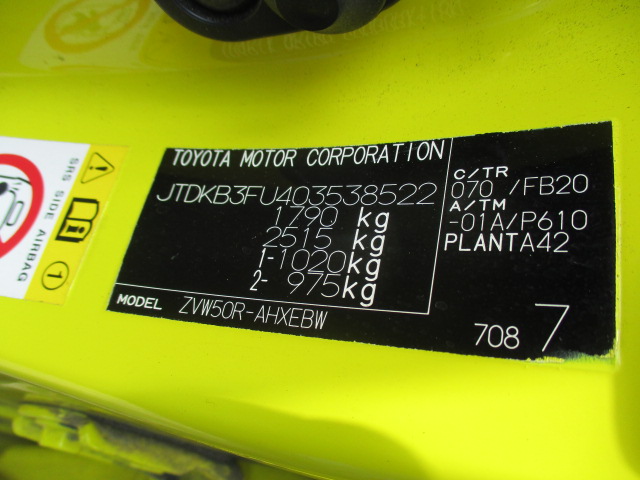 TOYOTA MOTOR CORPORATION
JTDKB3FU403538522
1790 kg
2515 kg
1-1020kg
2- 975kg
C/TR
070 /FB20
A/TM
-01A/P610
PLANTA42
MODEL ZVW50R-AHXEBW
708 7
SRS SIDE AIRBAG
1